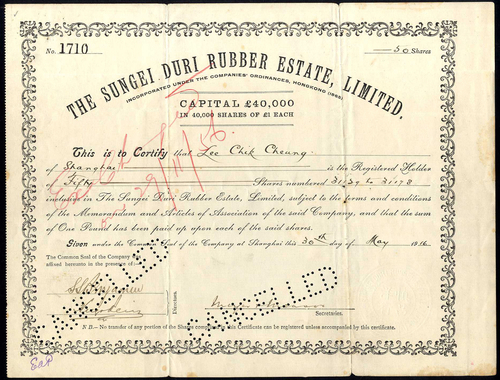 No. 1710
50 Shares
THE SUNGEI DURI RUBBER ESTATE, LIMITED.
INCORPORATED UNDER THE COMPANIES' ORDINANCES, HONGKONG
CAPITAL £40,000
IN 40,000 SHARES OF £1 EACH
This is to Certify that Lee Chik Cheung
of Shanghai is the Registered Holder
of Fifty Shares numbered 3129 to 3178
inclusive in The Sungei Duri Rubber Estate, Limited, subject to the forms and conditions
of the Memorandum and Articles of Association of the said Company, and that the sum
of One Pound has been paid up upon each of the said shares.
Given under the Common Seal of the Company at Shanghai this 30th day of May 1916
The Common Seal of the Company was
affixed hereunto in the presence of
Directors.
Secretaries.
CANCELLED
CANCELLED
N.B.—No transfer of any portion of the Shares comprised in this Certificate can be registered unless accompanied by this certificate.